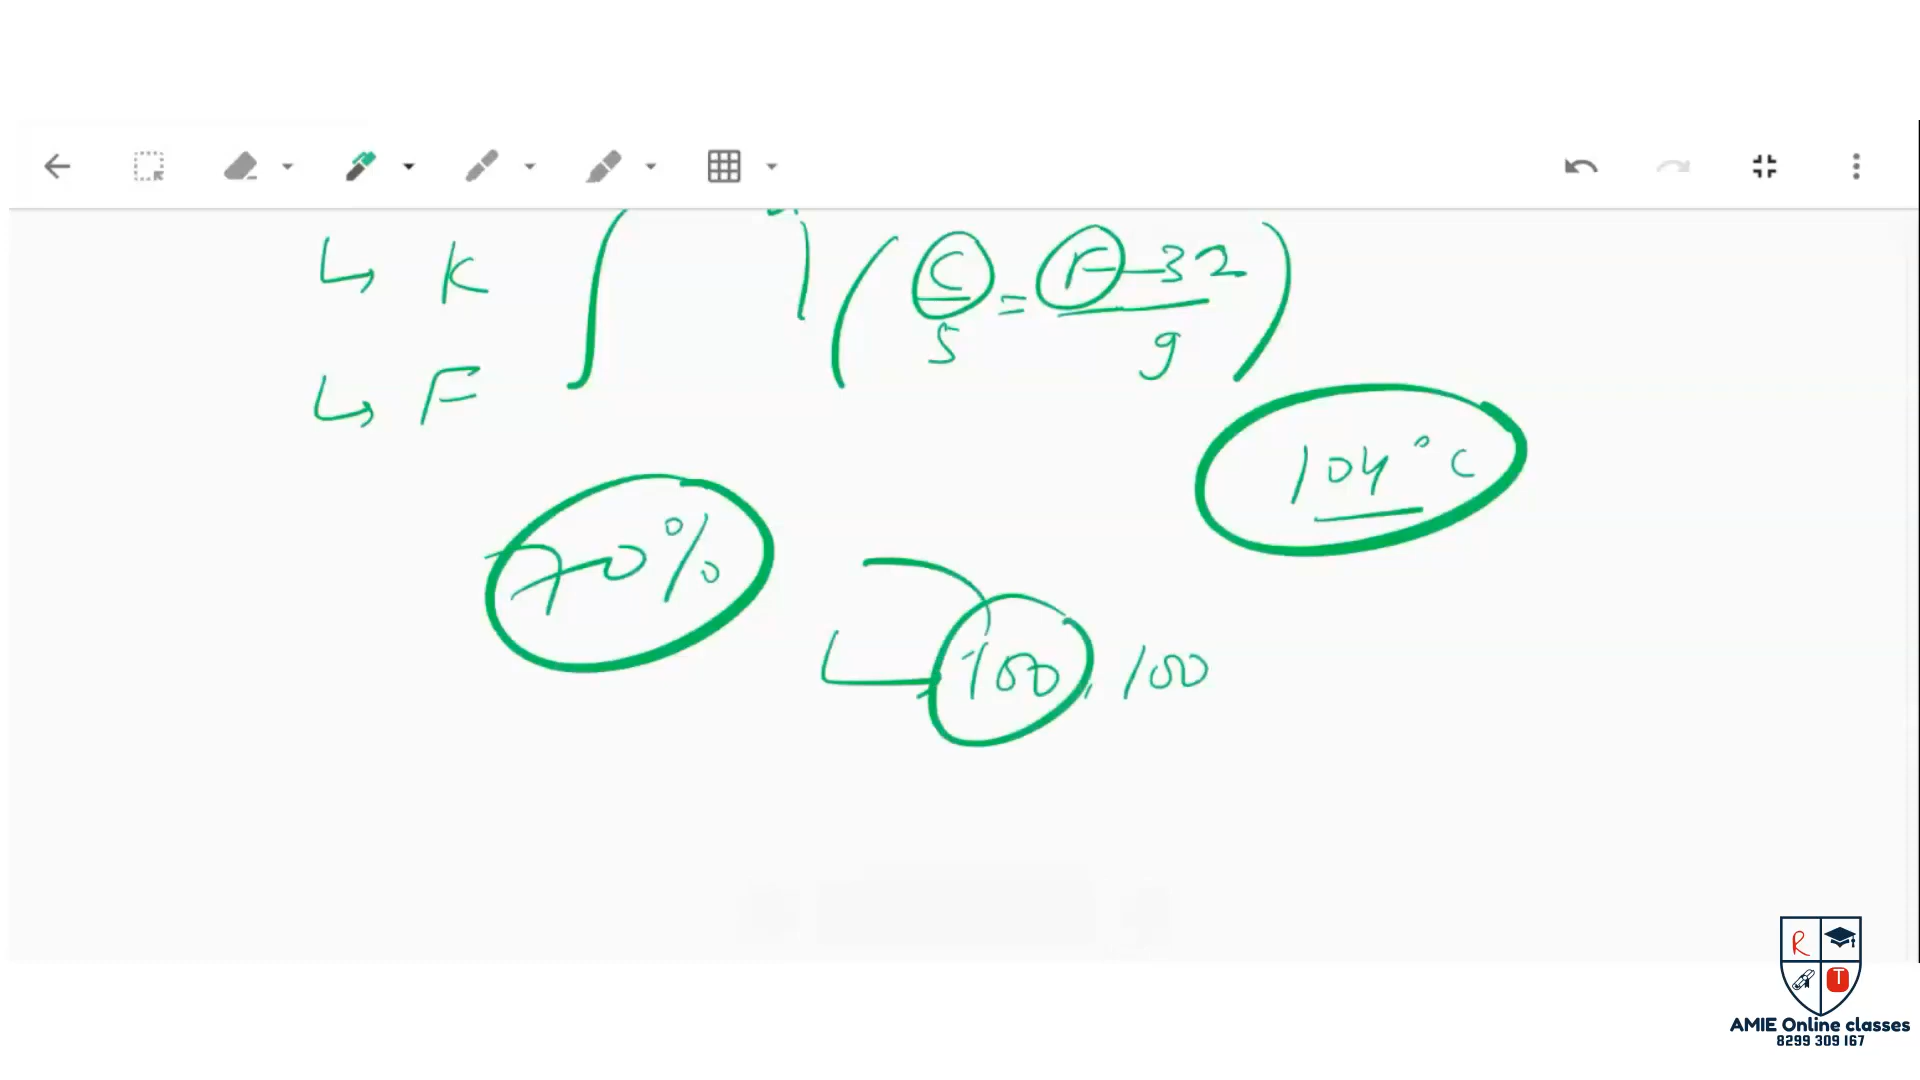 ↳ K ( C/5 = F-32/9 )
↳ F
104°C
70%
100, 100
R
T
AMIE Online classes
8299 309 167